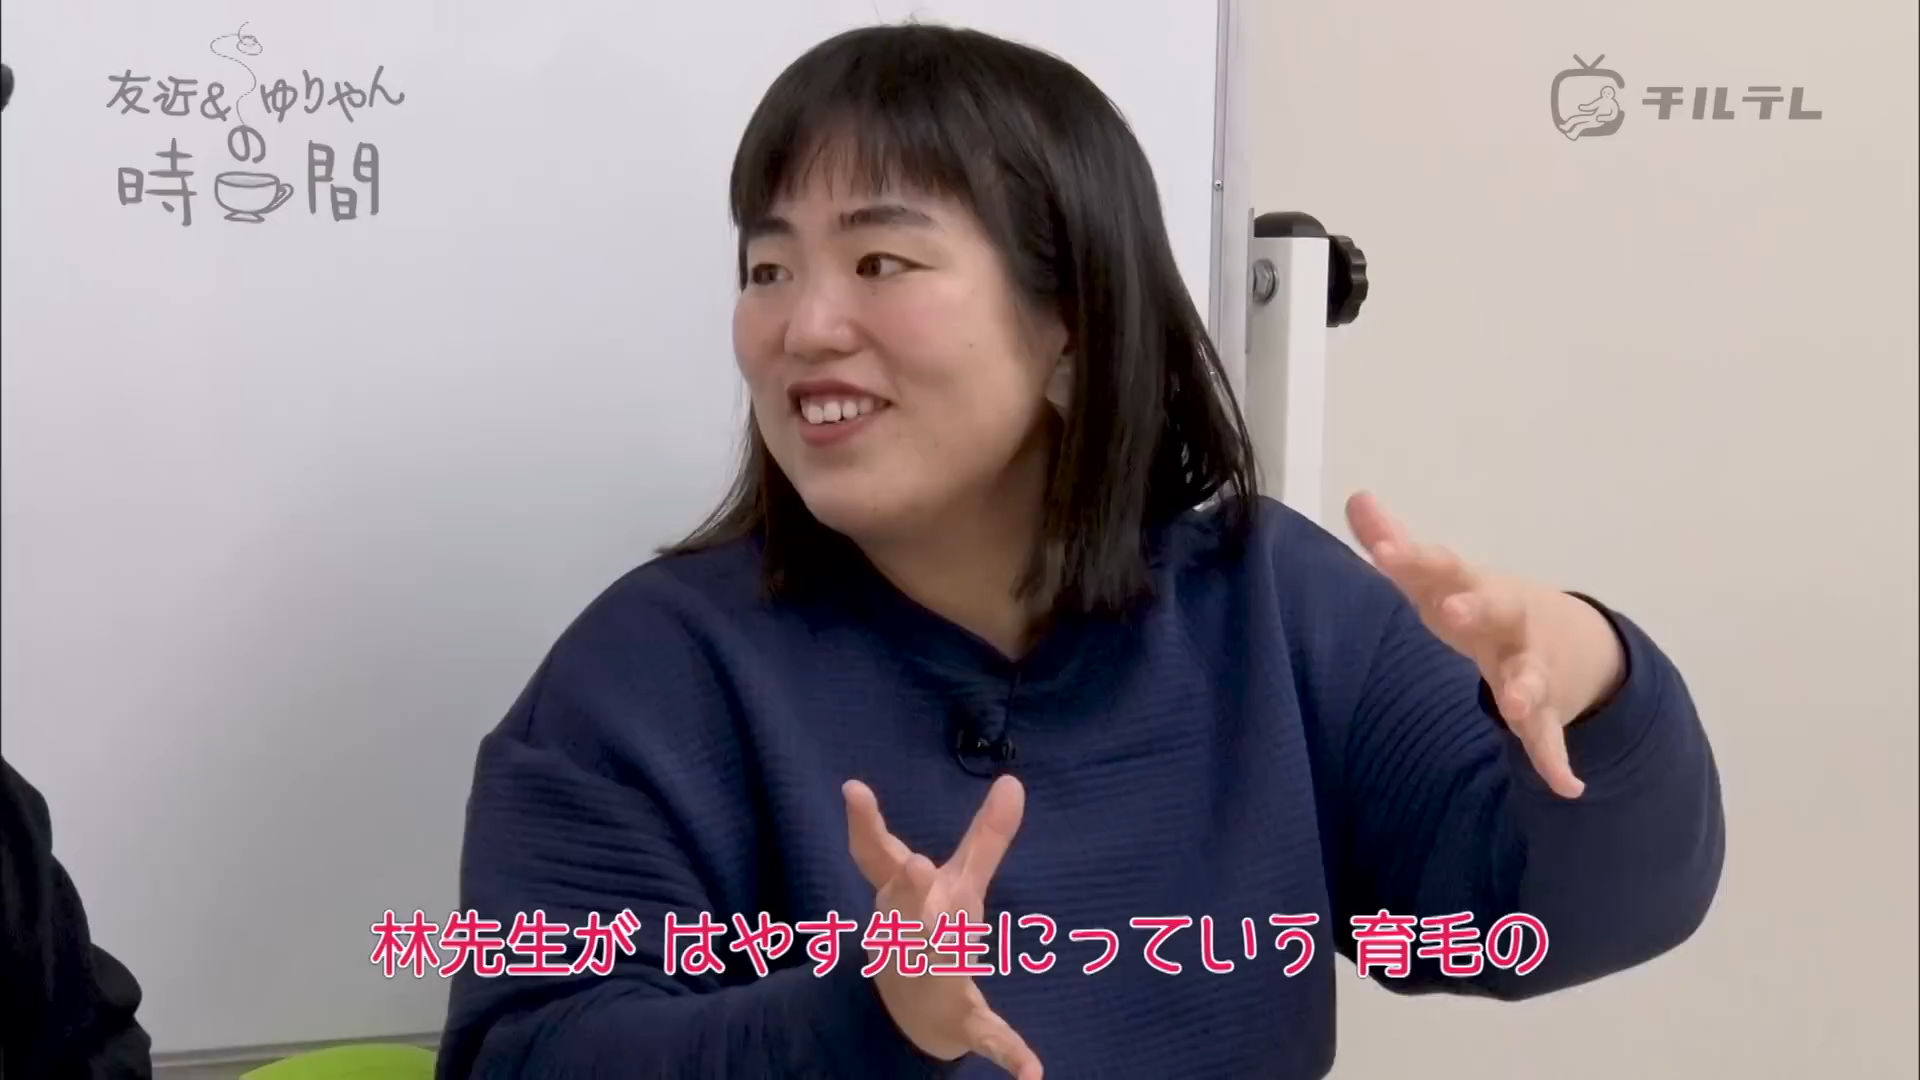 友近&ゆりやん
の
時間
チルテレ
林先生が はやす先生にっていう 育毛の